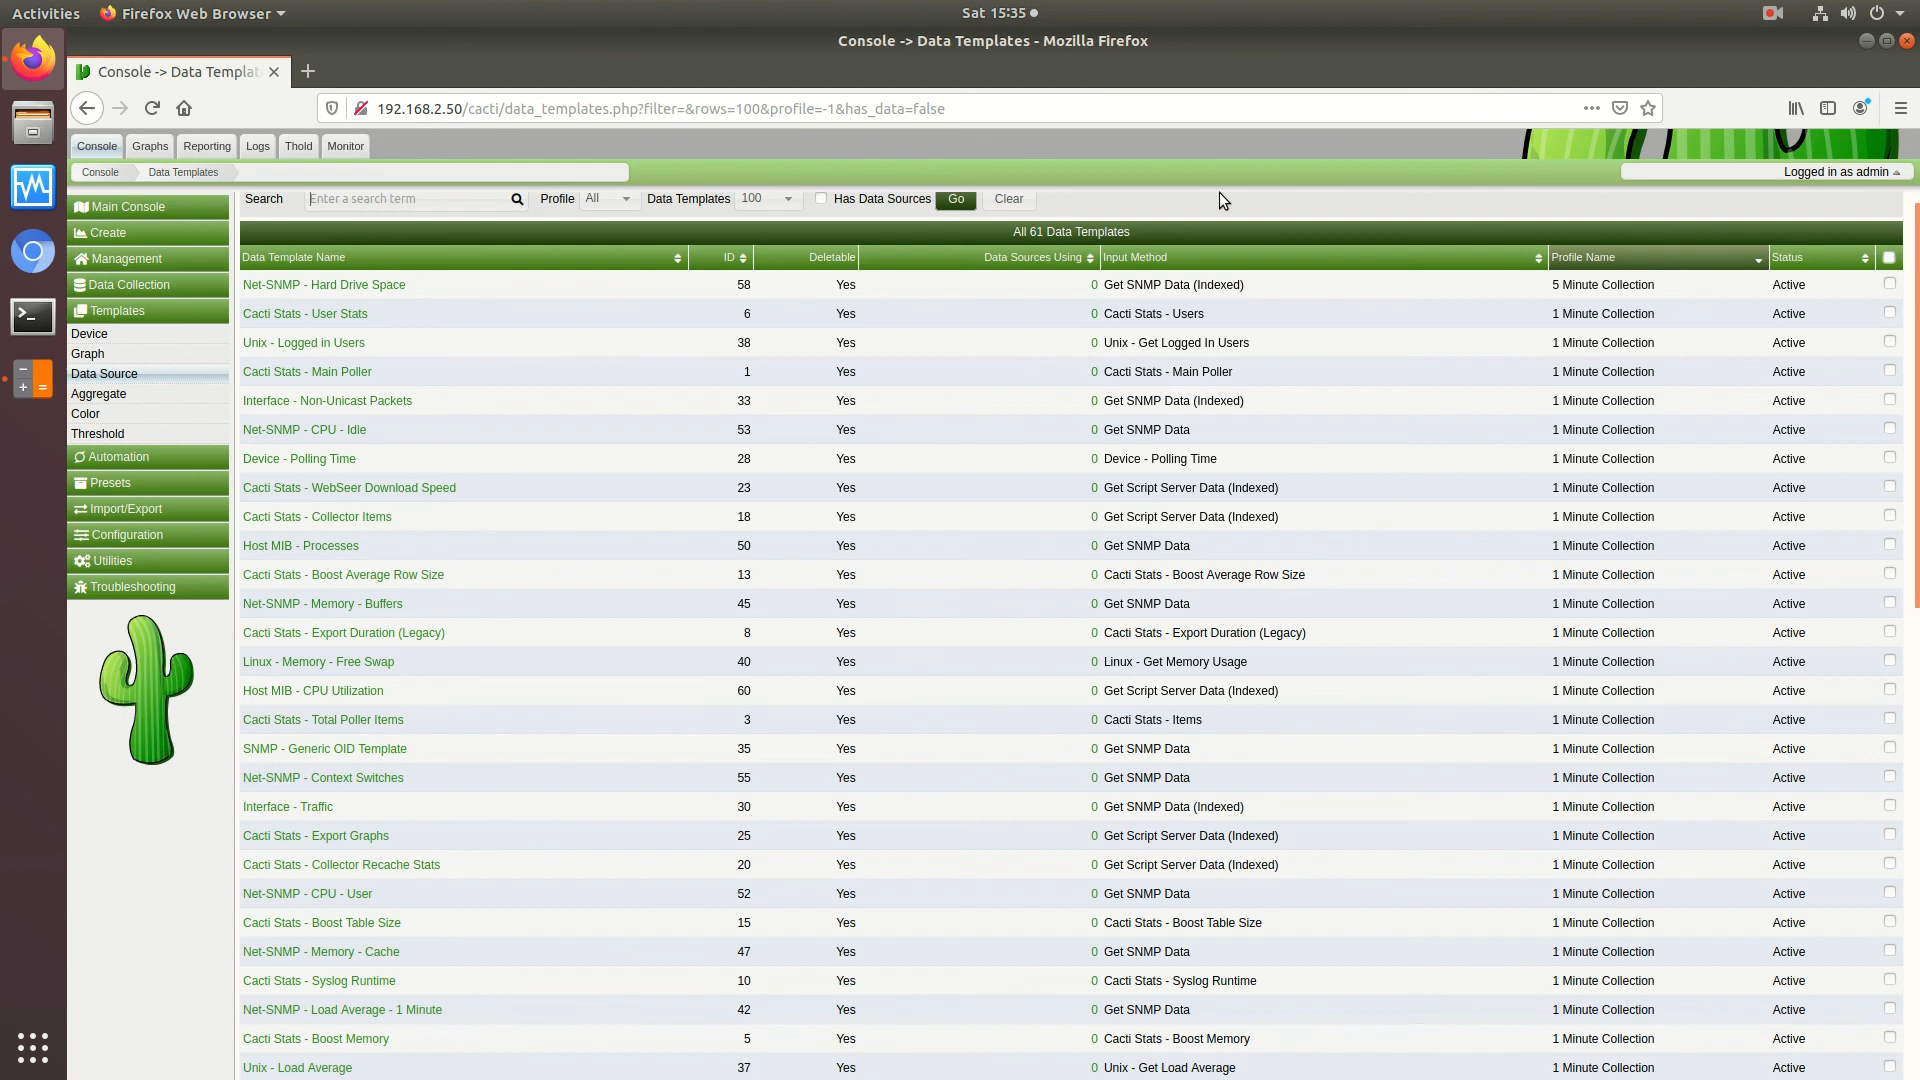 Activities Firefox Web Browser Sat 15:35
Console -> Data Templates - Mozilla Firefox
Console -> Data Templat
192.168.2.50/cacti/data_templates.php?filter=&rows=100&profile=-1&has_data=false
Console Graphs Reporting Logs Thold Monitor
Console Data Templates Logged in as admin
Main Console
Create
Management
Data Collection
Templates
Device
Graph
Data Source
Aggregate
Color
Threshold
Automation
Presets
Import/Export
Configuration
Utilities
Troubleshooting
Search Enter a search term Profile All Data Templates 100 Has Data Sources Go Clear
All 61 Data Templates
Data Template Name ID Deletable Data Sources Using Input Method Profile Name Status
Net-SNMP - Hard Drive Space 58 Yes 0 Get SNMP Data (Indexed) 5 Minute Collection Active
Cacti Stats - User Stats 6 Yes 0 Cacti Stats - Users 1 Minute Collection Active
Unix - Logged in Users 38 Yes 0 Unix - Get Logged In Users 1 Minute Collection Active
Cacti Stats - Main Poller 1 Yes 0 Cacti Stats - Main Poller 1 Minute Collection Active
Interface - Non-Unicast Packets 33 Yes 0 Get SNMP Data (Indexed) 1 Minute Collection Active
Net-SNMP - CPU - Idle 53 Yes 0 Get SNMP Data 1 Minute Collection Active
Device - Polling Time 28 Yes 0 Device - Polling Time 1 Minute Collection Active
Cacti Stats - WebSeer Download Speed 23 Yes 0 Get Script Server Data (Indexed) 1 Minute Collection Active
Cacti Stats - Collector Items 18 Yes 0 Get Script Server Data (Indexed) 1 Minute Collection Active
Host MIB - Processes 50 Yes 0 Get SNMP Data 1 Minute Collection Active
Cacti Stats - Boost Average Row Size 13 Yes 0 Cacti Stats - Boost Average Row Size 1 Minute Collection Active
Net-SNMP - Memory - Buffers 45 Yes 0 Get SNMP Data 1 Minute Collection Active
Cacti Stats - Export Duration (Legacy) 8 Yes 0 Cacti Stats - Export Duration (Legacy) 1 Minute Collection Active
Linux - Memory - Free Swap 40 Yes 0 Linux - Get Memory Usage 1 Minute Collection Active
Host MIB - CPU Utilization 60 Yes 0 Get Script Server Data (Indexed) 1 Minute Collection Active
Cacti Stats - Total Poller Items 3 Yes 0 Cacti Stats - Items 1 Minute Collection Active
SNMP - Generic OID Template 35 Yes 0 Get SNMP Data 1 Minute Collection Active
Net-SNMP - Context Switches 55 Yes 0 Get SNMP Data 1 Minute Collection Active
Interface - Traffic 30 Yes 0 Get SNMP Data (Indexed) 1 Minute Collection Active
Cacti Stats - Export Graphs 25 Yes 0 Get Script Server Data (Indexed) 1 Minute Collection Active
Cacti Stats - Collector Recache Stats 20 Yes 0 Get Script Server Data (Indexed) 1 Minute Collection Active
Net-SNMP - CPU - User 52 Yes 0 Get SNMP Data 1 Minute Collection Active
Cacti Stats - Boost Table Size 15 Yes 0 Cacti Stats - Boost Table Size 1 Minute Collection Active
Net-SNMP - Memory - Cache 47 Yes 0 Get SNMP Data 1 Minute Collection Active
Cacti Stats - Syslog Runtime 10 Yes 0 Cacti Stats - Syslog Runtime 1 Minute Collection Active
Net-SNMP - Load Average - 1 Minute 42 Yes 0 Get SNMP Data 1 Minute Collection Active
Cacti Stats - Boost Memory 5 Yes 0 Cacti Stats - Boost Memory 1 Minute Collection Active
Unix - Load Average 37 Yes 0 Unix - Get Load Average 1 Minute Collection Active